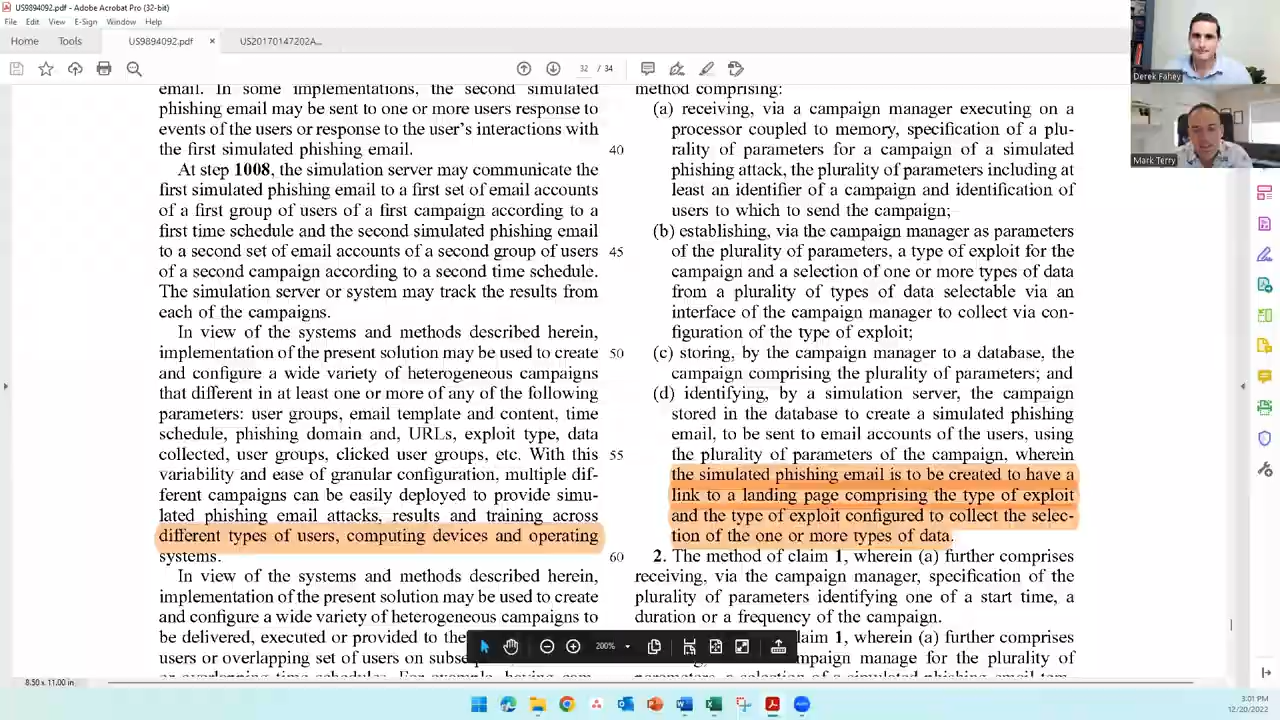 US9894092.pdf - Adobe Acrobat Pro (32-bit)
File Edit View E-Sign Window Help
Home Tools US9894092.pdf × US20170147202A...
32 / 34
email. In some implementations, the second simulated
phishing email may be sent to one or more users response to
events of the users or response to the user's interactions with
the first simulated phishing email.
At step 1008, the simulation server may communicate the
first simulated phishing email to a first set of email accounts
of a first group of users of a first campaign according to a
first time schedule and the second simulated phishing email
to a second set of email accounts of a second group of users
of a second campaign according to a second time schedule.
The simulation server or system may track the results from
each of the campaigns.
In view of the systems and methods described herein,
implementation of the present solution may be used to create
and configure a wide variety of heterogeneous campaigns
that different in at least one or more of any of the following
parameters: user groups, email template and content, time
schedule, phishing domain and, URLs, exploit type, data
collected, user groups, clicked user groups, etc. With this
variability and ease of granular configuration, multiple dif-
ferent campaigns can be easily deployed to provide simu-
lated phishing email attacks, results and training across
different types of users, computing devices and operating
systems.
In view of the systems and methods described herein,
implementation of the present solution may be used to create
and configure a wide variety of heterogeneous campaigns to
be delivered, executed or provided to the
users or overlapping set of users on subse
40
45
50
55
60
method comprising:
(a) receiving, via a campaign manager executing on a
processor coupled to memory, specification of a plu-
rality of parameters for a campaign of a simulated
phishing attack, the plurality of parameters including at
least an identifier of a campaign and identification of
users to which to send the campaign;
(b) establishing, via the campaign manager as parameters
of the plurality of parameters, a type of exploit for the
campaign and a selection of one or more types of data
from a plurality of types of data selectable via an
interface of the campaign manager to collect via con-
figuration of the type of exploit;
(c) storing, by the campaign manager to a database, the
campaign comprising the plurality of parameters; and
(d) identifying, by a simulation server, the campaign
stored in the database to create a simulated phishing
email, to be sent to email accounts of the users, using
the plurality of parameters of the campaign, wherein
the simulated phishing email is to be created to have a
link to a landing page comprising the type of exploit
and the type of exploit configured to collect the selec-
tion of the one or more types of data.
2. The method of claim 1, wherein (a) further comprises
receiving, via the campaign manager, specification of the
plurality of parameters identifying one of a start time, a
duration or a frequency of the campaign.
claim 1, wherein (a) further comprises
campaign manage for the plurality of
200%
Derek Fahey
Mark Terry
8.50 x 11.00 in
3:01 PM
12/20/2022